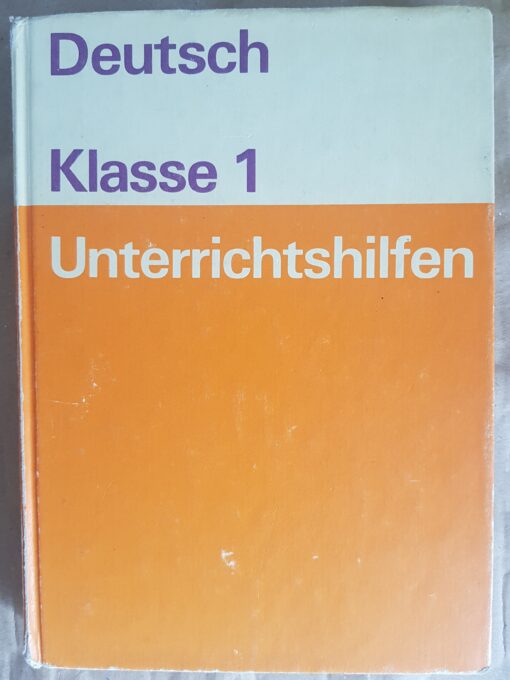 Deutsch
Klasse 1
Unterrichtshilfen